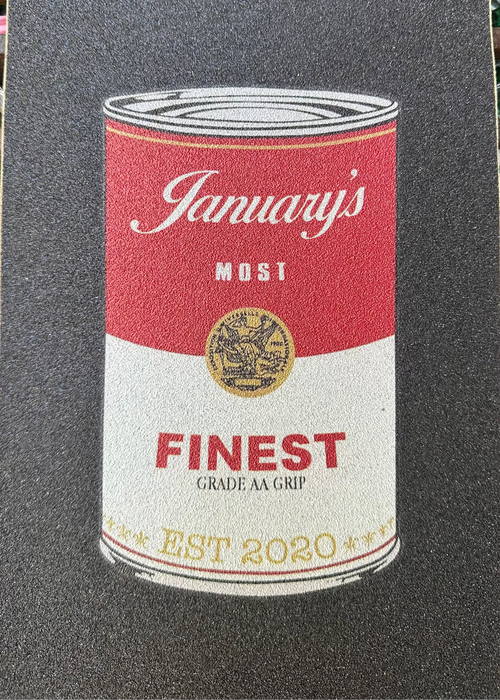 January's
MOST
FINEST
GRADE AA GRIP
EST 2020